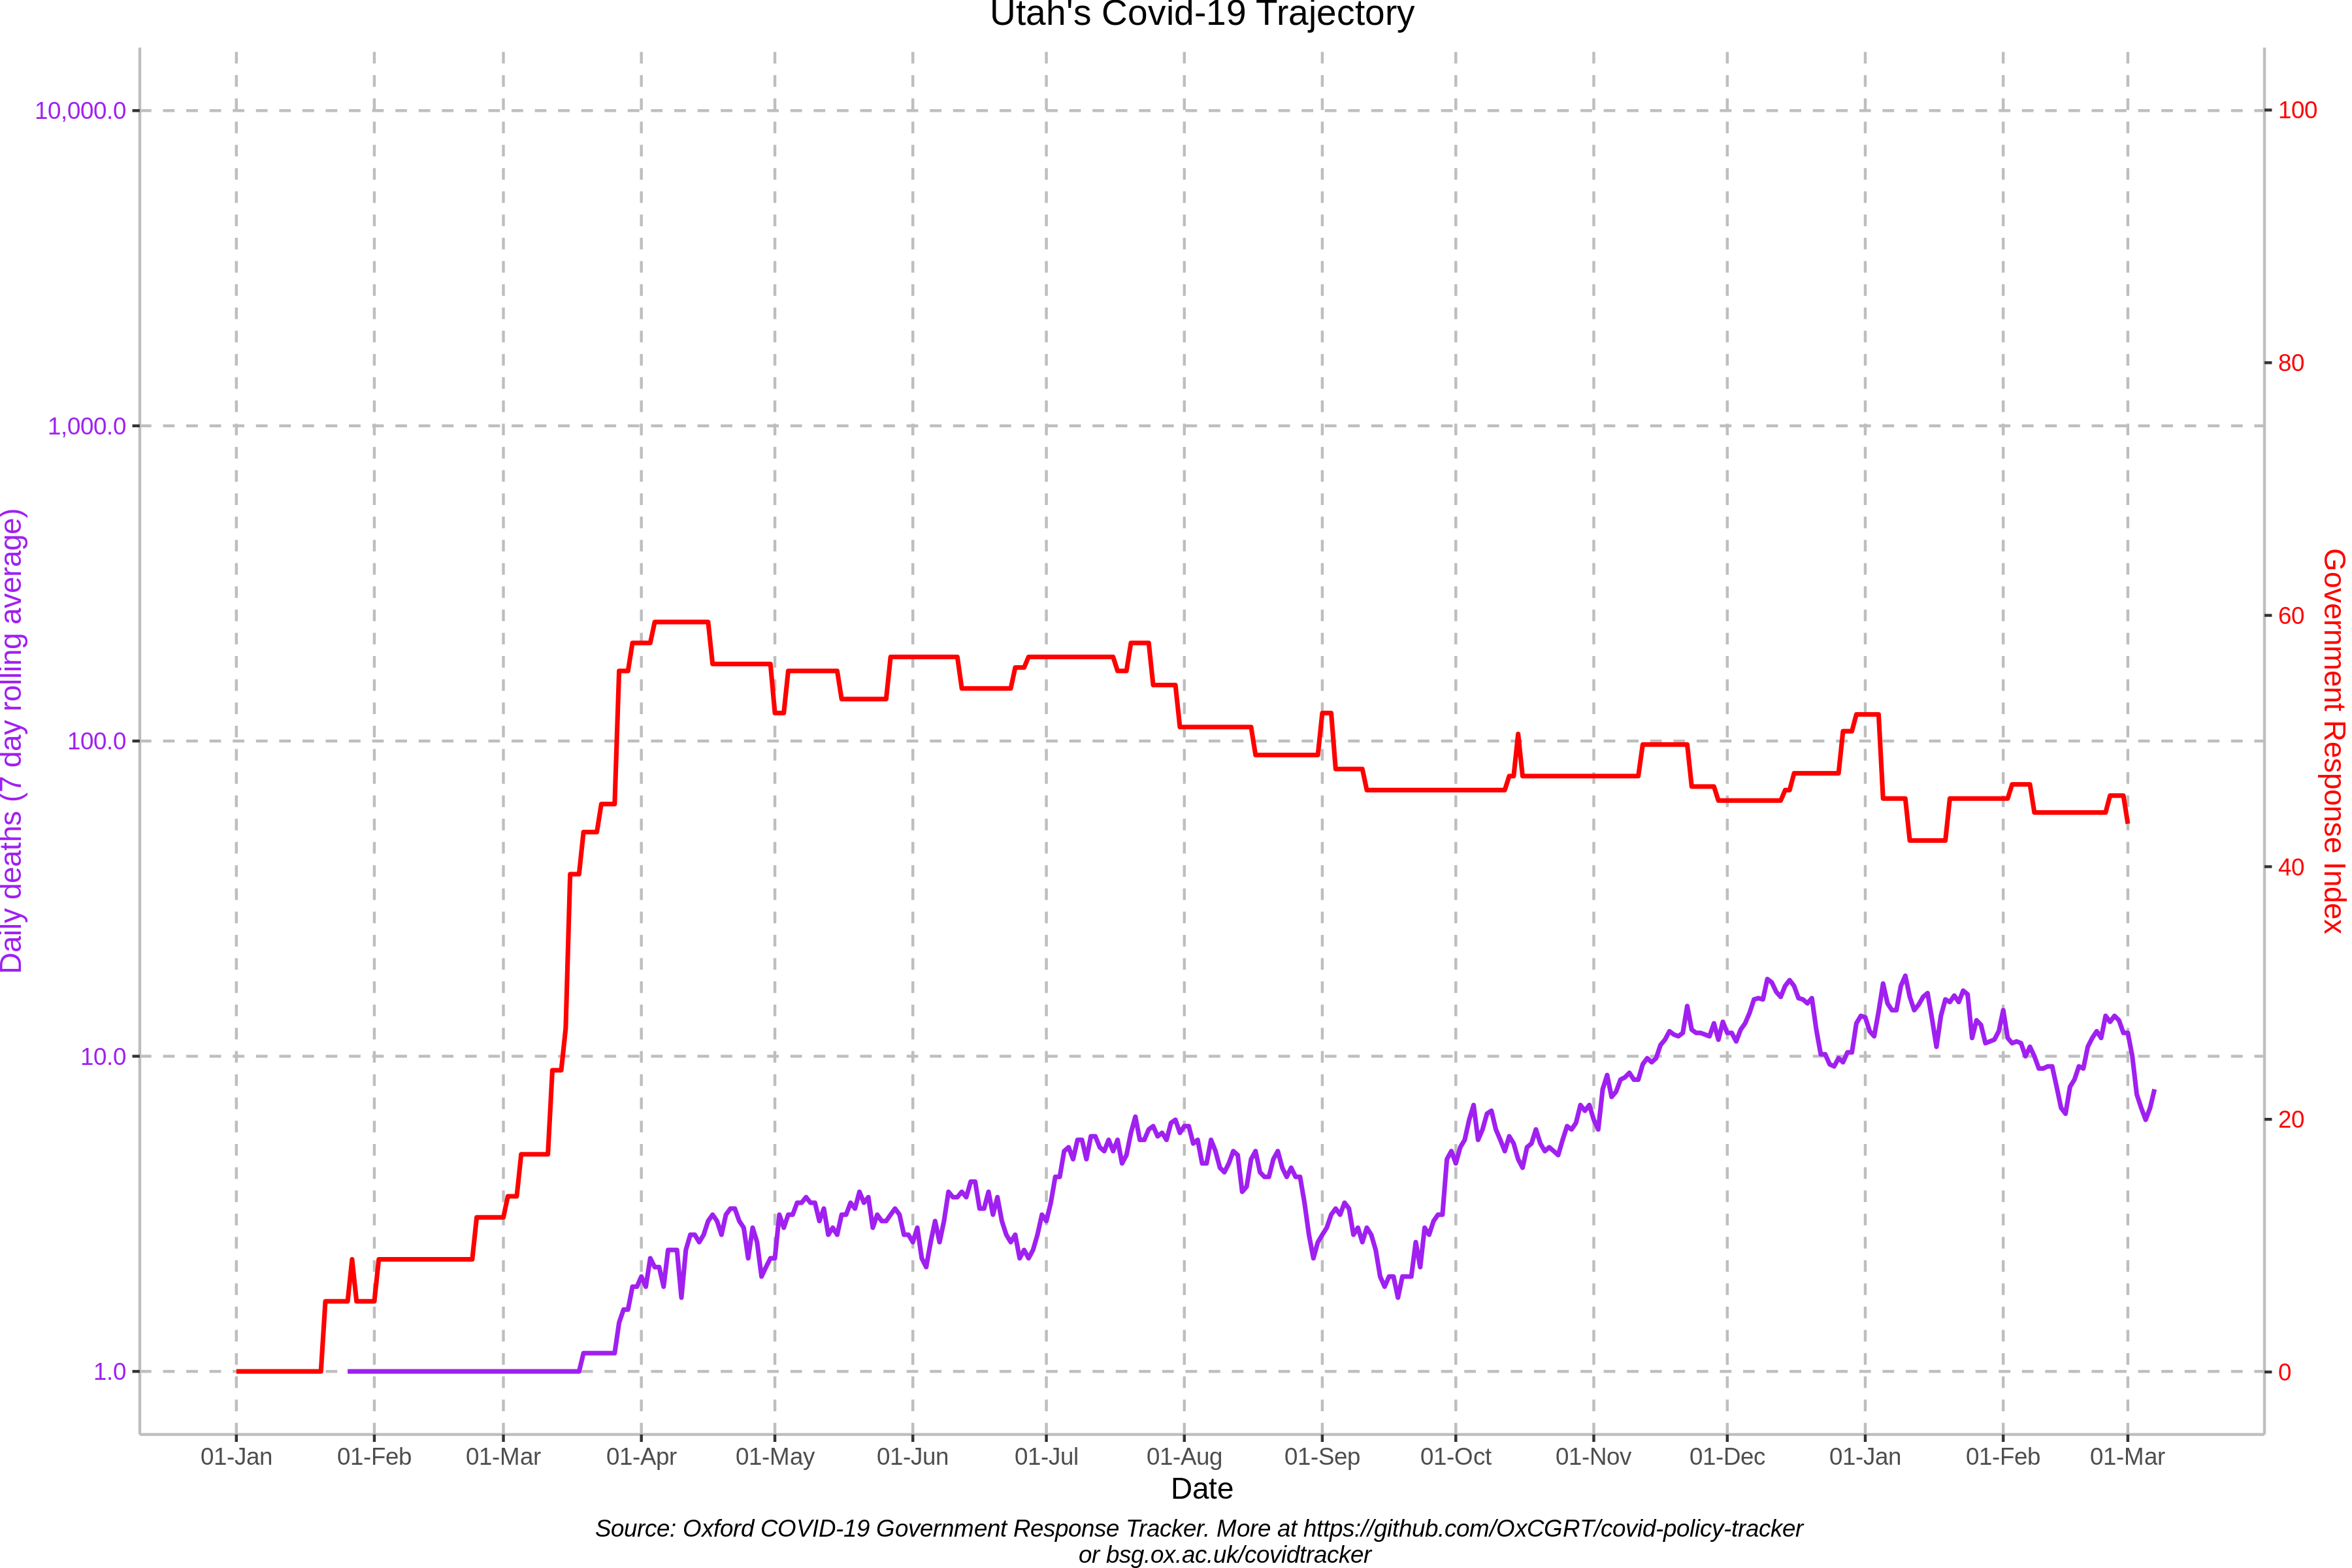 Utah's Covid-19 Trajectory
10,000.0
1,000.0
100.0
10.0
1.0
Daily deaths (7 day rolling average)
100
80
60
40
20
0
Government Response Index
01-Jan 01-Feb 01-Mar 01-Apr 01-May 01-Jun 01-Jul 01-Aug 01-Sep 01-Oct 01-Nov 01-Dec 01-Jan 01-Feb 01-Mar
Date
Source: Oxford COVID-19 Government Response Tracker. More at https://github.com/OxCGRT/covid-policy-tracker
or bsg.ox.ac.uk/covidtracker